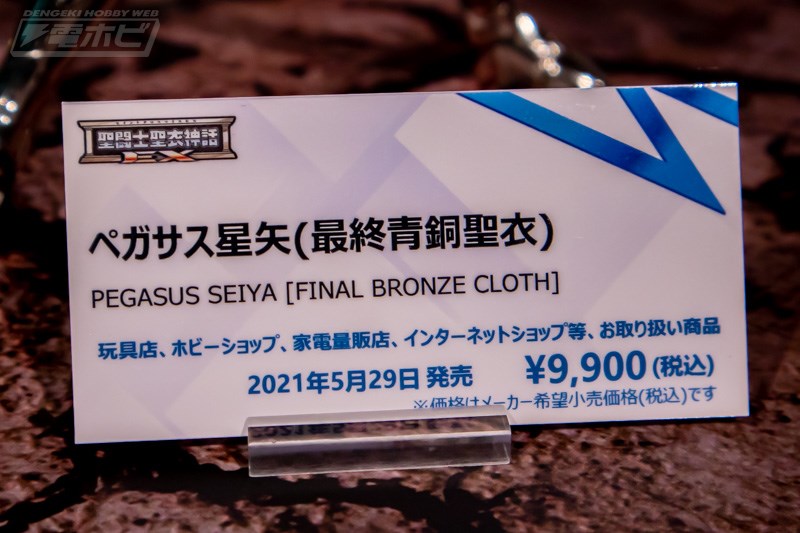 DENGEKI HOBBY WEB
電ホビ
聖闘士聖衣神話
EX
ペガサス星矢(最終青銅聖衣)
PEGASUS SEIYA [FINAL BRONZE CLOTH]
玩具店、ホビーショップ、家電量販店、インターネットショップ等、お取り扱い商品
2021年5月29日 発売 ¥9,900 (税込)
※価格はメーカー希望小売価格(税込)です